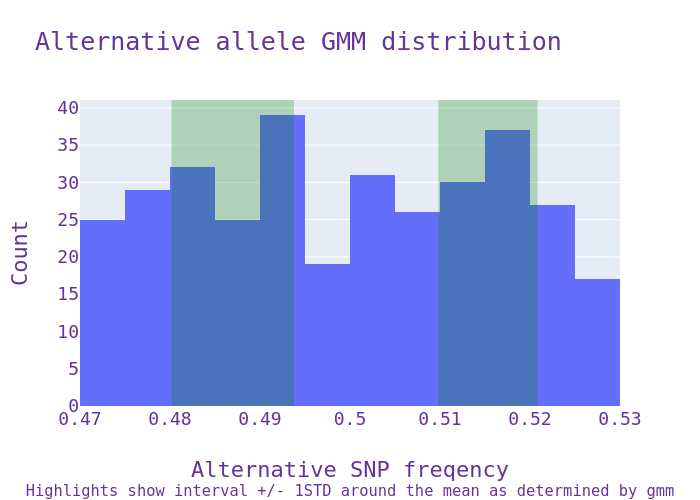 Alternative allele GMM distribution
40
35
30
25
20
15
10
5
0
Count
0.47 0.48 0.49 0.5 0.51 0.52 0.53
Alternative SNP freqency
Highlights show interval +/- 1STD around the mean as determined by gmm